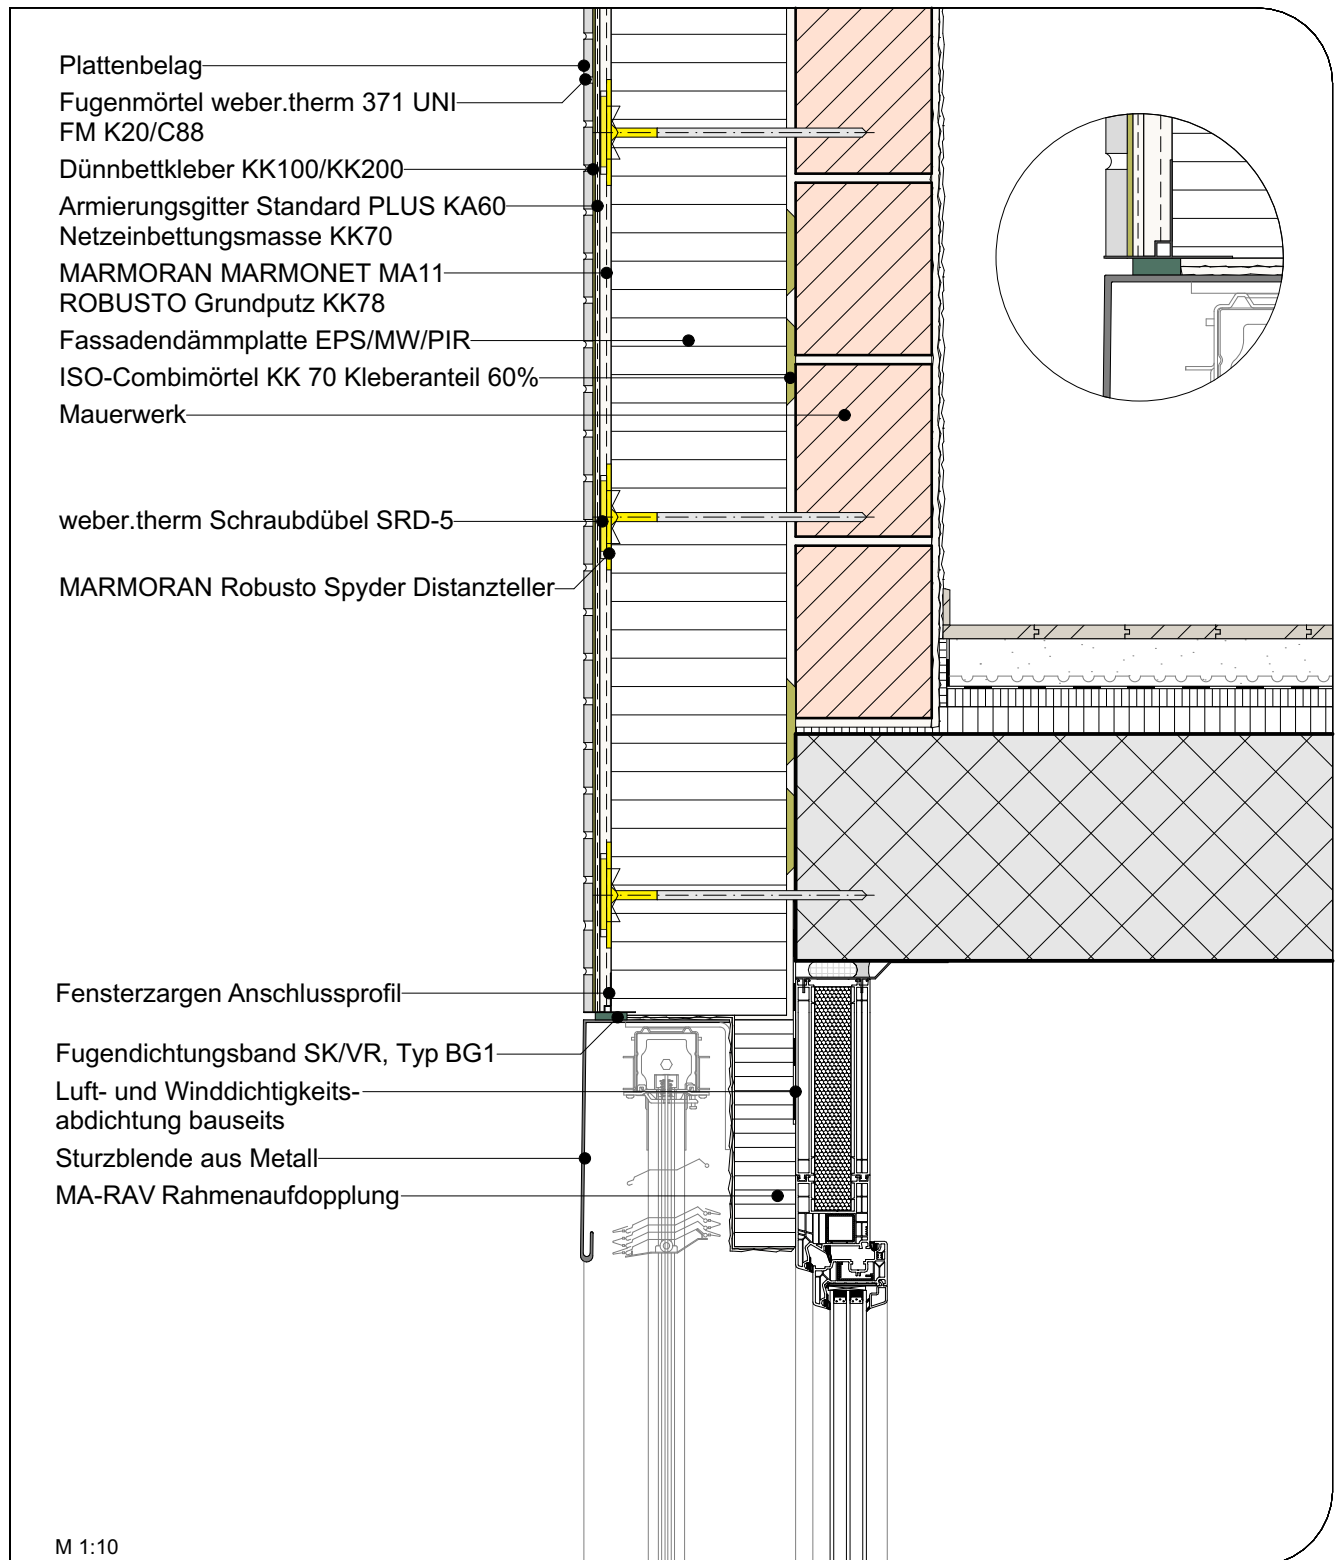 Plattenbelag
Fugenmörtel weber.therm 371 UNI
FM K20/C88
Dünnbettkleber KK100/KK200
Armierungsgitter Standard PLUS KA60
Netzeinbettungsmasse KK70
MARMORAN MARMONET MA11
ROBUSTO Grundputz KK78
Fassadendämmplatte EPS/MW/PIR
ISO-Combimörtel KK 70 Kleberanteil 60%
Mauerwerk
weber.therm Schraubdübel SRD-5
MARMORAN Robusto Spyder Distanzteller
Fensterzargen Anschlussprofil
Fugendichtungsband SK/VR, Typ BG1
Luft- und Winddichtigkeits-
abdichtung bauseits
Sturzblende aus Metall
MA-RAV Rahmenaufdopplung
M 1:10